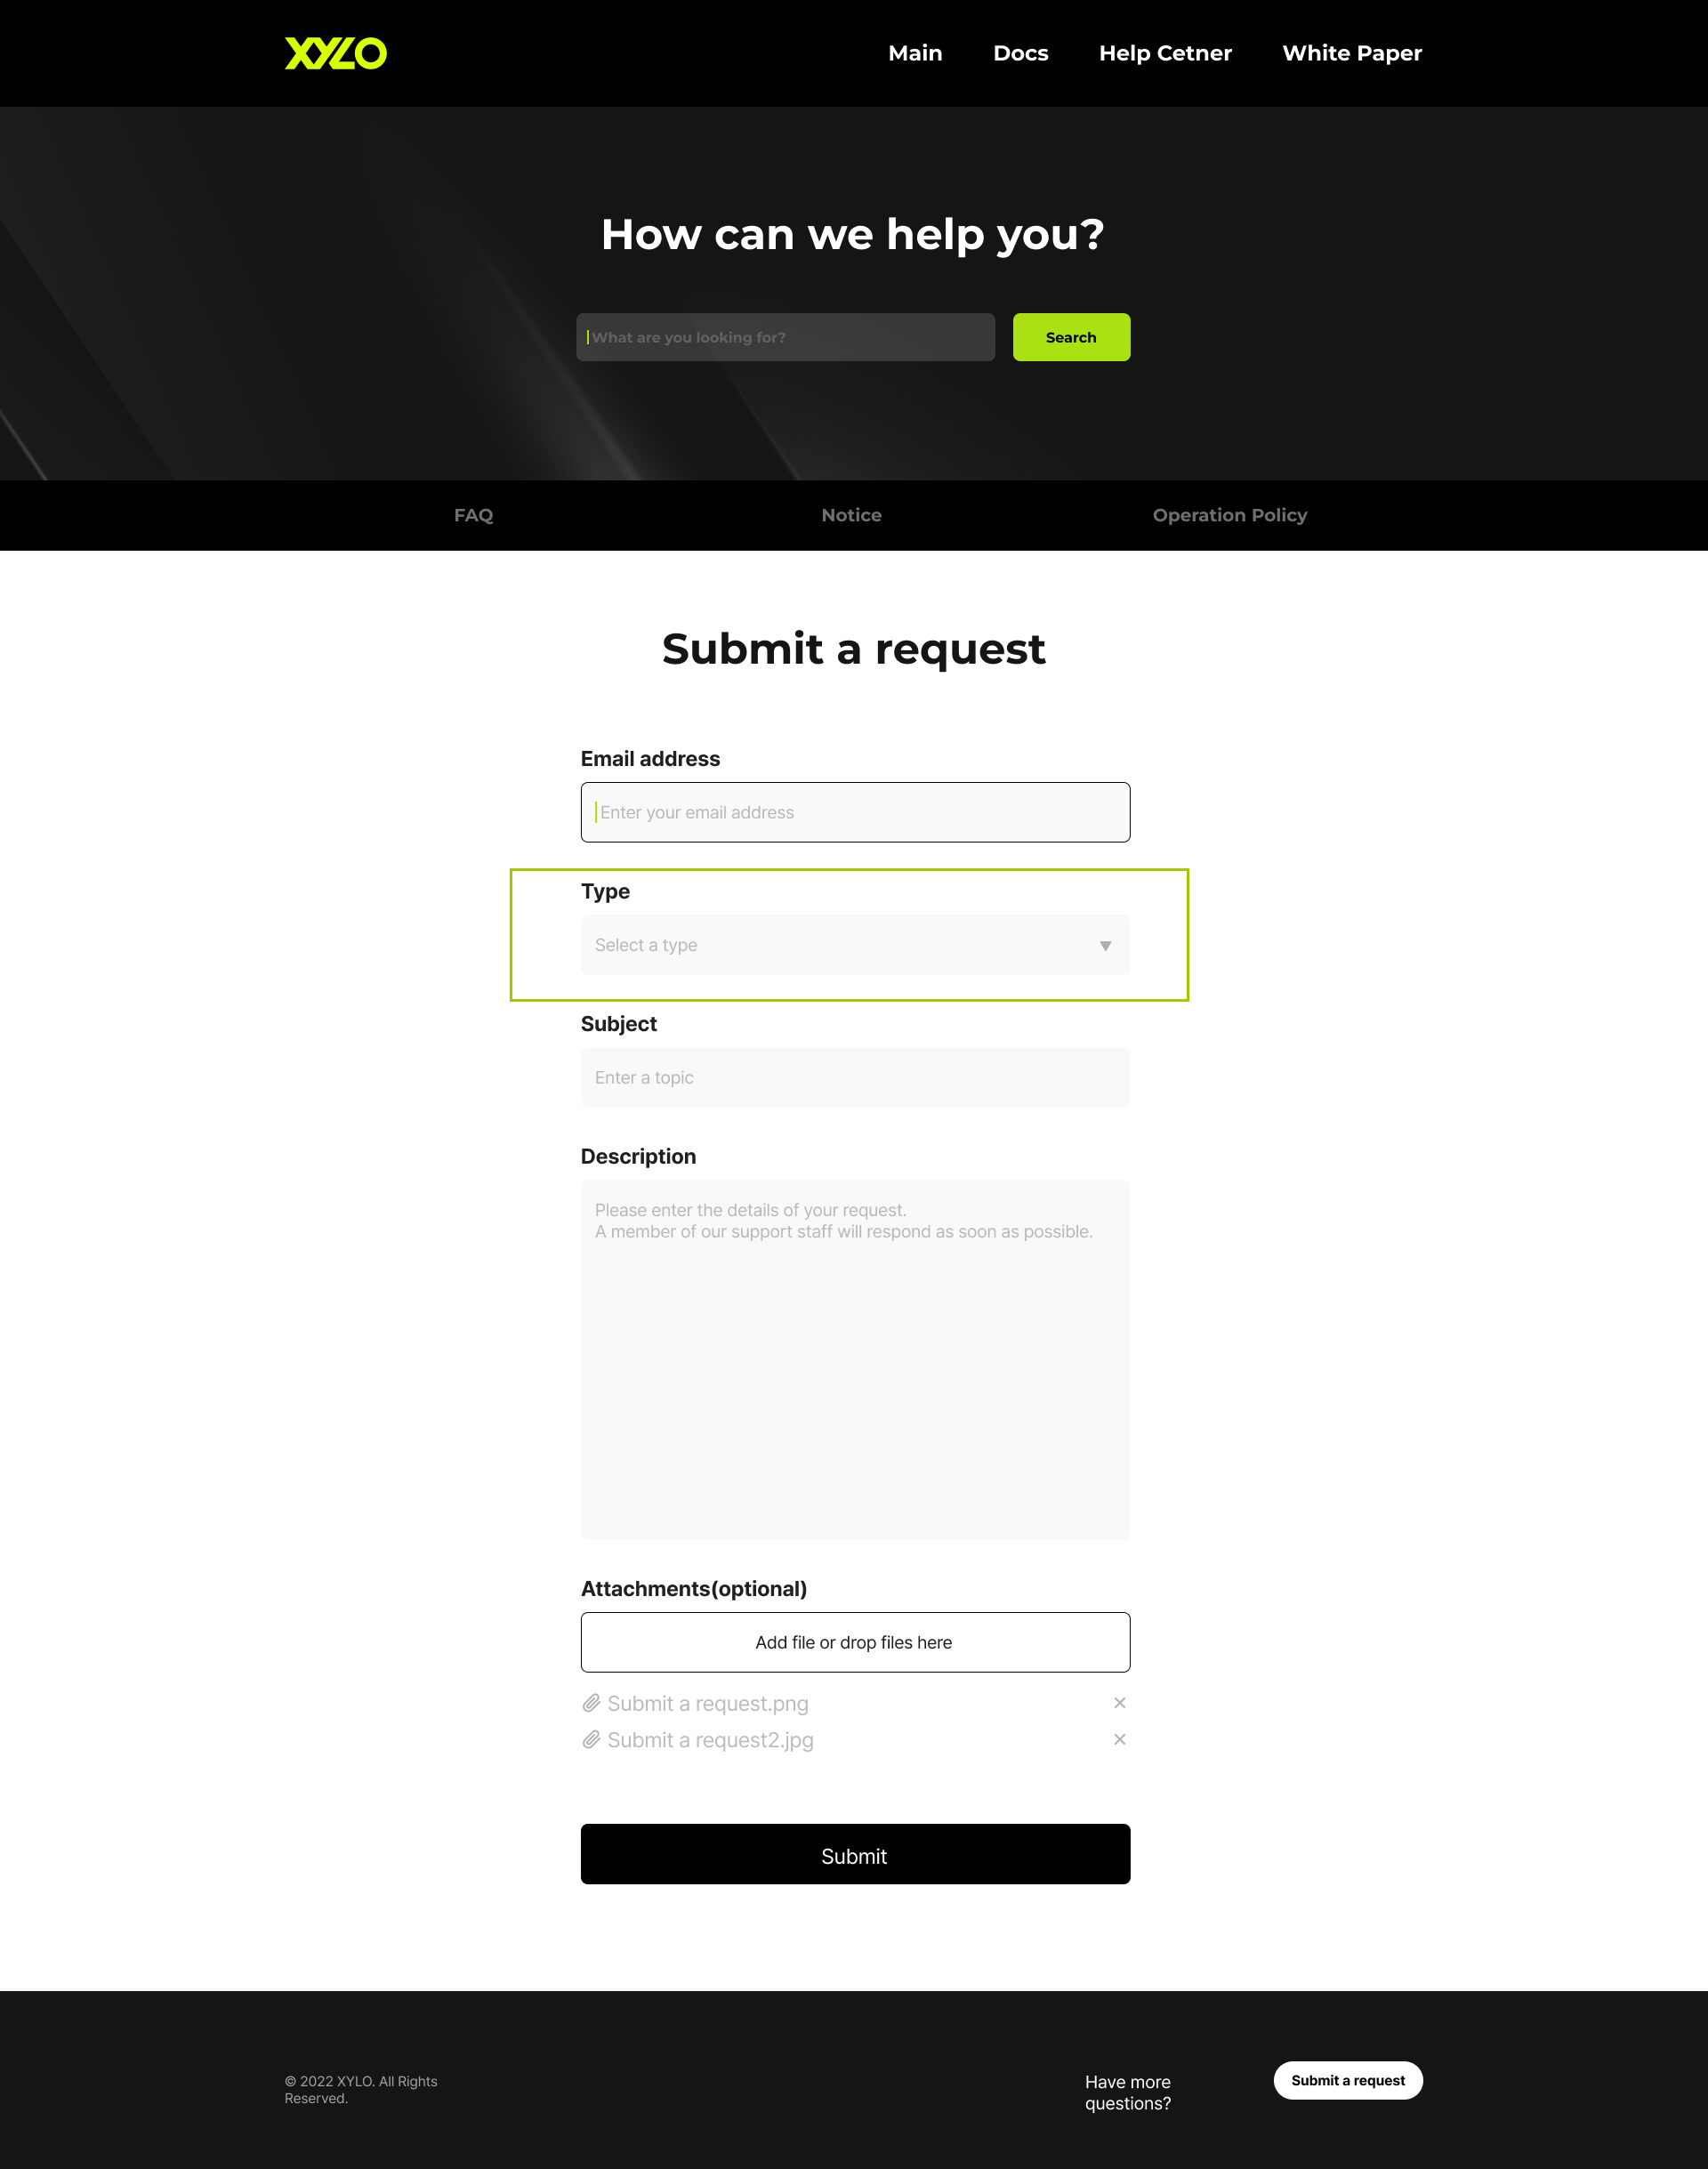 XYLO
Main Docs Help Cetner White Paper
How can we help you?
What are you looking for? Search
FAQ Notice Operation Policy
Submit a request
Email address
Enter your email address
Type
Select a type
Subject
Enter a topic
Description
Please enter the details of your request.
A member of our support staff will respond as soon as possible.
Attachments(optional)
Add file or drop files here
Submit a request.png
Submit a request2.jpg
Submit
© 2022 XYLO. All Rights
Reserved.
Have more
questions?
Submit a request